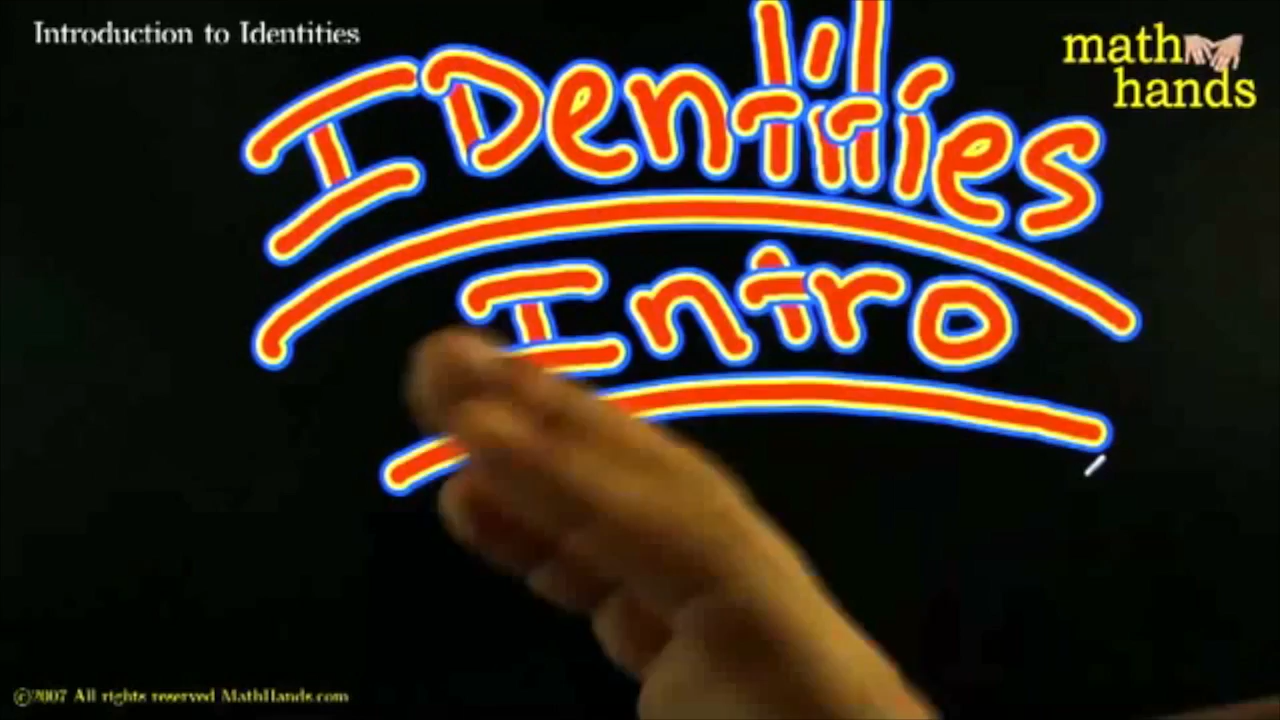 Introduction to Identities
math
hands
IDentities
Intro
©2007 All rights reserved MathHands.com